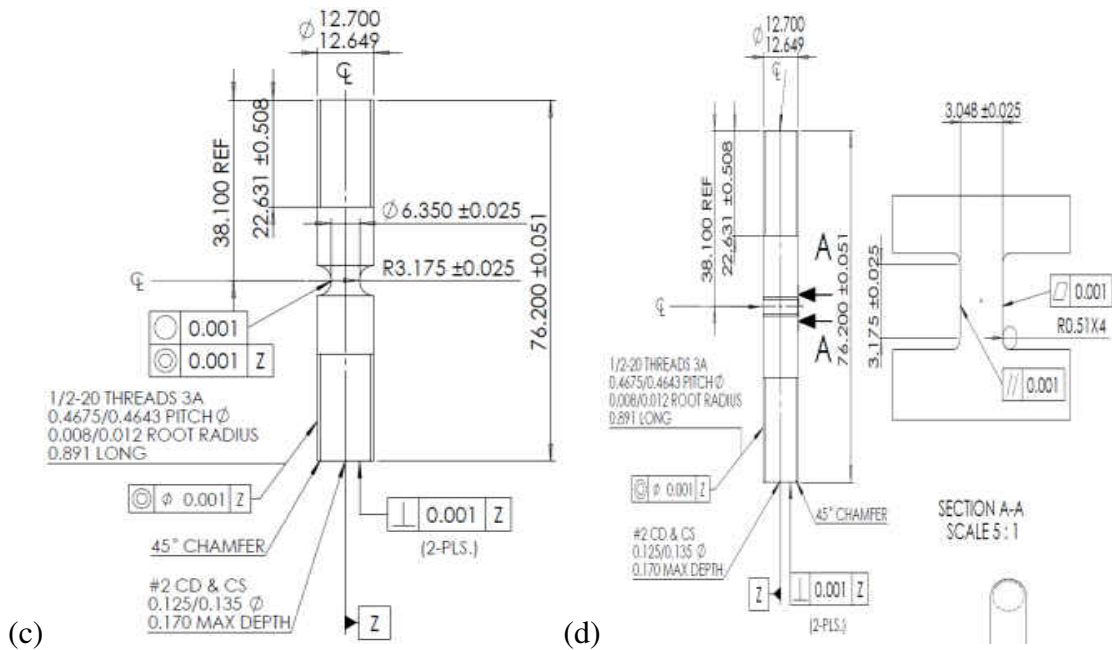 ⌀ 12.700
12.649
℄
38.100 REF
22.631 ±0.508
⌀ 6.350 ±0.025
R3.175 ±0.025
76.200 ±0.051
℄
○ 0.001
◎ 0.001 Z
1/2-20 THREADS 3A
0.4675/0.4643 PITCH ⌀
0.008/0.012 ROOT RADIUS
0.891 LONG
◎ ⌀ 0.001 Z
⊥ 0.001 Z
(2-PLS.)
45° CHAMFER
#2 CD & CS
0.125/0.135 ⌀
0.170 MAX DEPTH
Z
(c)
⌀ 12.700
12.649
℄
38.100 REF
22.631 ±0.508
A
A
76.200 ±0.051
℄
1/2-20 THREADS 3A
0.4675/0.4643 PITCH ⌀
0.008/0.012 ROOT RADIUS
0.891 LONG
◎ ⌀ 0.001 Z
45° CHAMFER
#2 CD & CS
0.125/0.135 ⌀
0.170 MAX DEPTH
Z
⊥ 0.001 Z
(2-PLS.)
(d)
3.048 ±0.025
3.175 ±0.025
⏥ 0.001
R0.51X4
// 0.001
SECTION A-A
SCALE 5 : 1